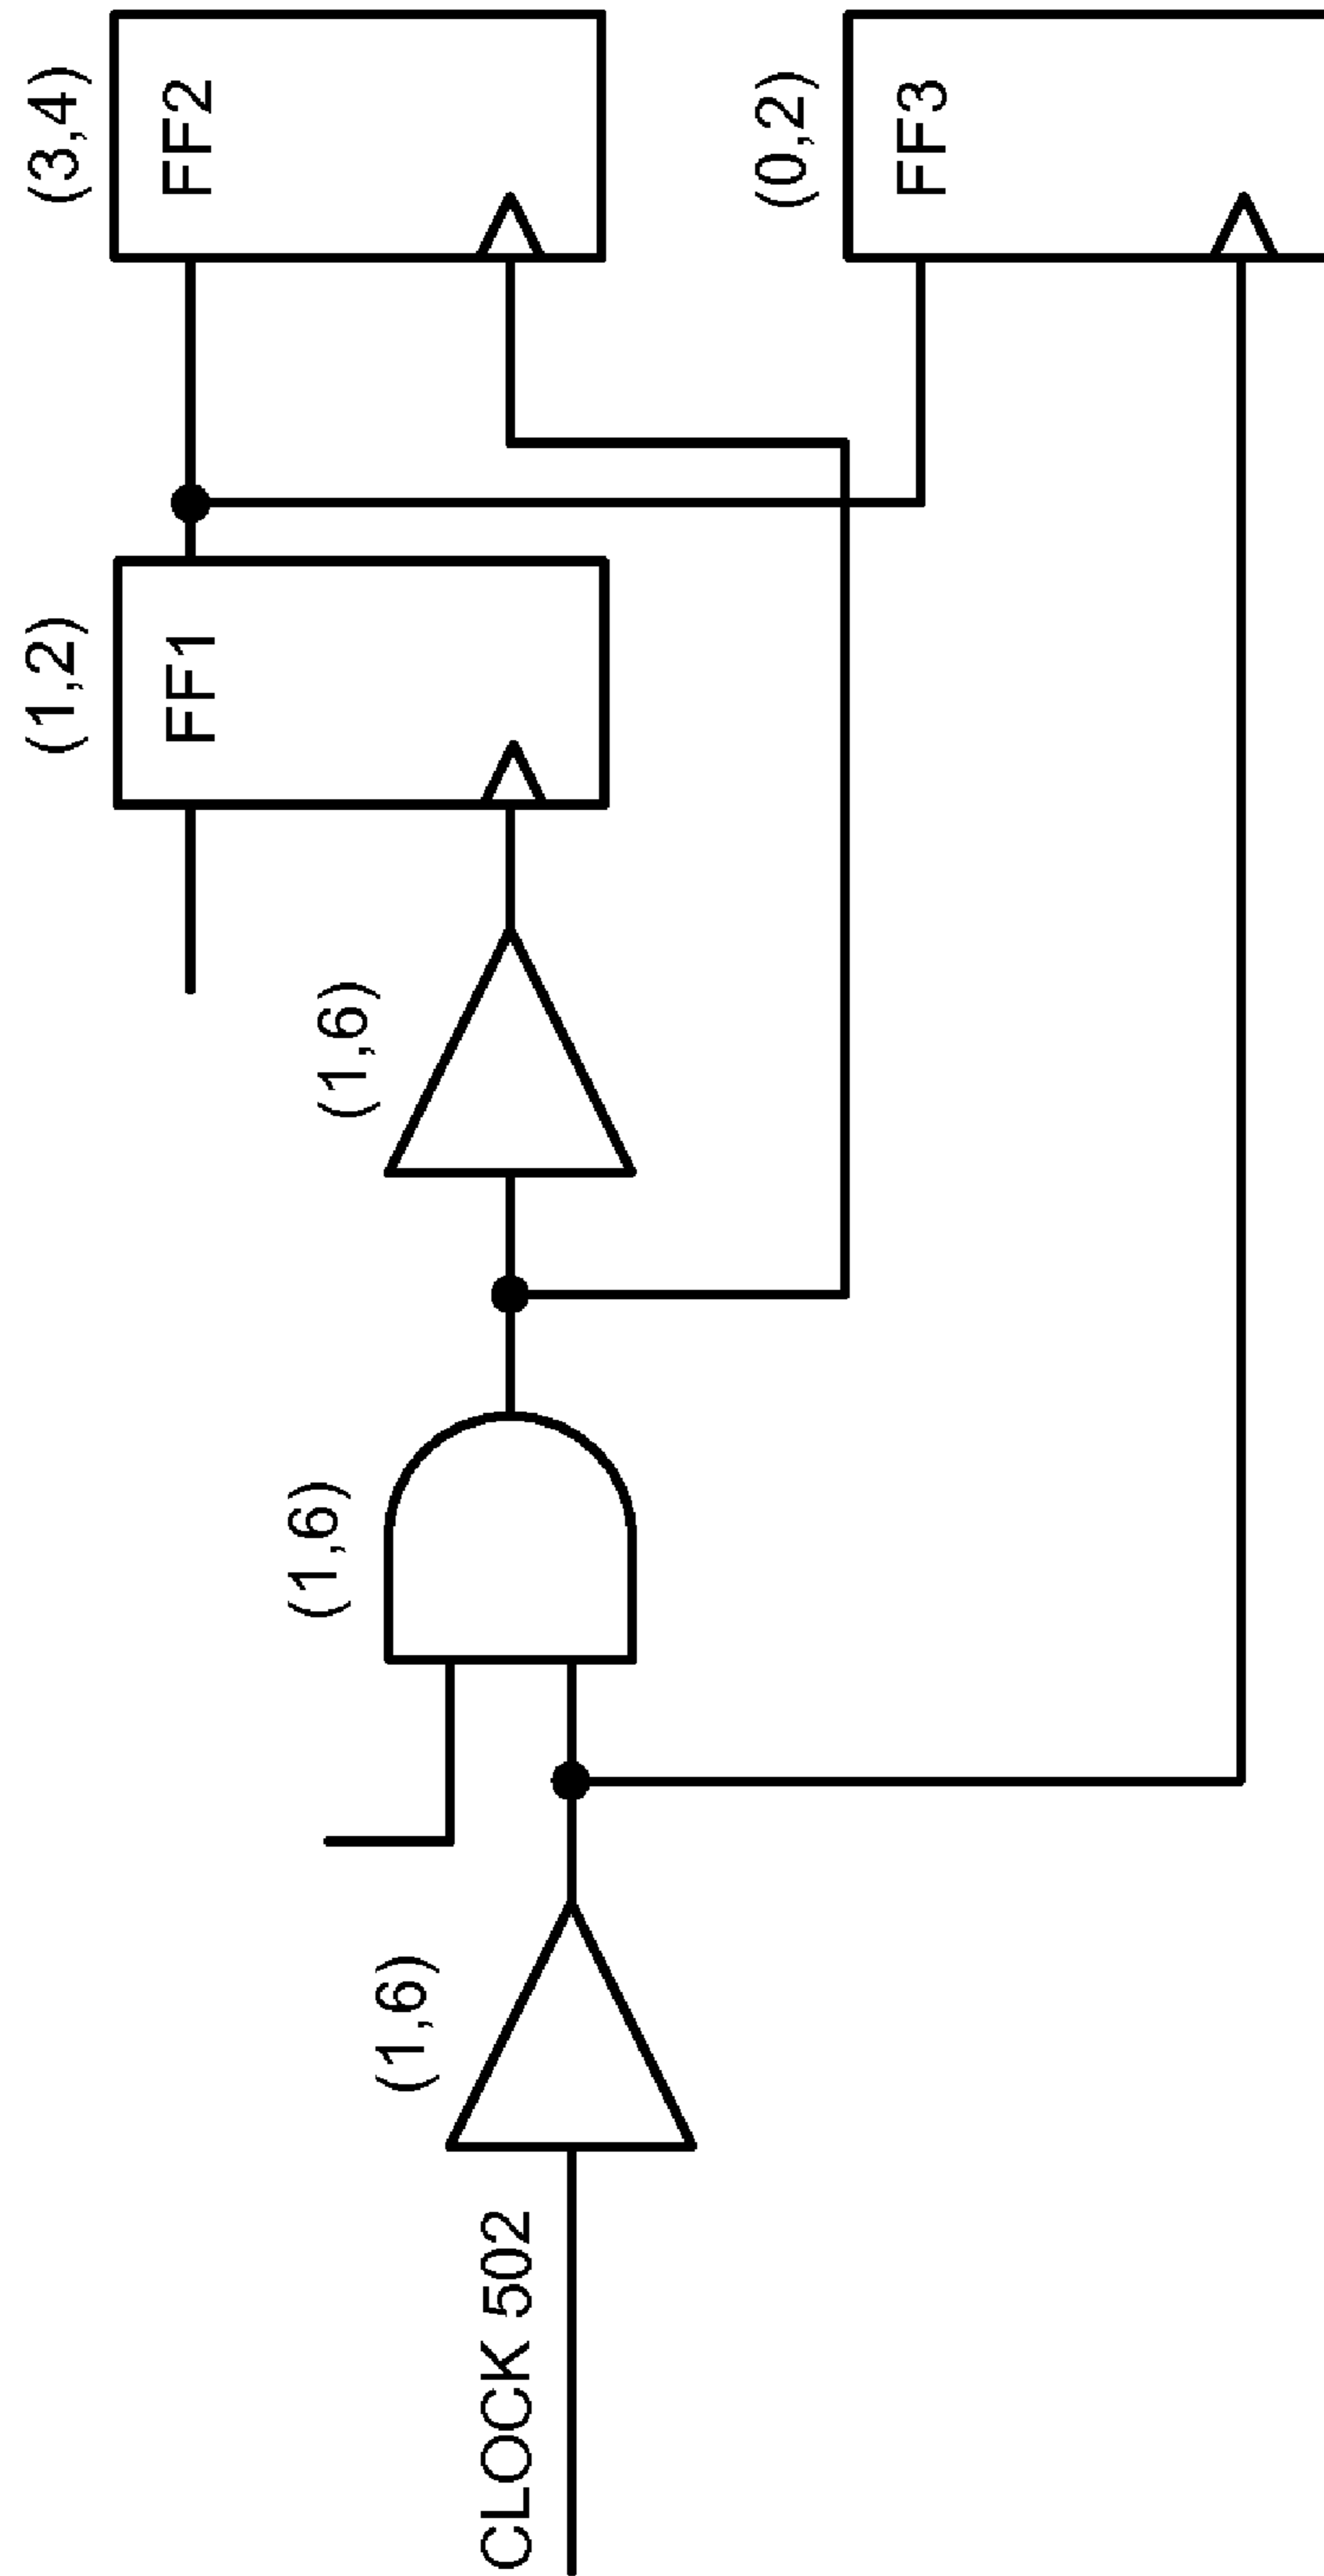 CLOCK 502
(1,6)
(1,6)
(1,6)
(1,2)
FF1
(3,4)
FF2
(0,2)
FF3